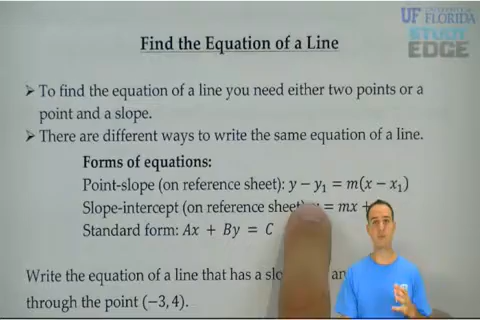 UF UNIVERSITY of FLORIDA
STUDY
EDGE
Find the Equation of a Line
➢ To find the equation of a line you need either two points or a
point and a slope.
➢ There are different ways to write the same equation of a line.
Forms of equations:
Point-slope (on reference sheet): y − y₁ = m(x − x₁)
Slope-intercept (on reference sheet) = mx +
Standard form: Ax + By = C
Write the equation of a line that has a
through the point (−3, 4).